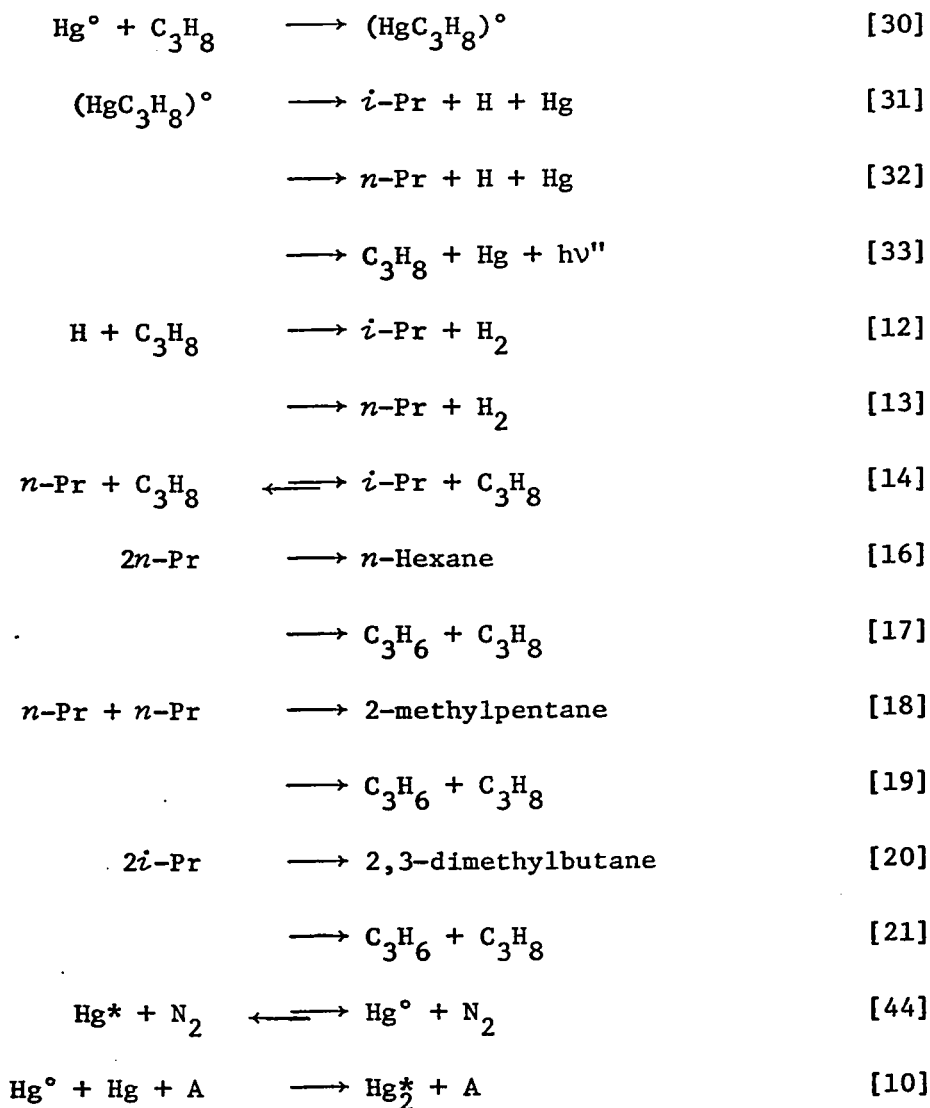 Hg° + C₃H₈ ⟶ (HgC₃H₈)° [30]
(HgC₃H₈)° ⟶ i-Pr + H + Hg [31]
⟶ n-Pr + H + Hg [32]
⟶ C₃H₈ + Hg + hν" [33]
H + C₃H₈ ⟶ i-Pr + H₂ [12]
⟶ n-Pr + H₂ [13]
n-Pr + C₃H₈ ⇌ i-Pr + C₃H₈ [14]
2n-Pr ⟶ n-Hexane [16]
⟶ C₃H₆ + C₃H₈ [17]
n-Pr + n-Pr ⟶ 2-methylpentane [18]
⟶ C₃H₆ + C₃H₈ [19]
2i-Pr ⟶ 2,3-dimethylbutane [20]
⟶ C₃H₆ + C₃H₈ [21]
Hg* + N₂ ⇌ Hg° + N₂ [44]
Hg° + Hg + A ⟶ Hg₂* + A [10]